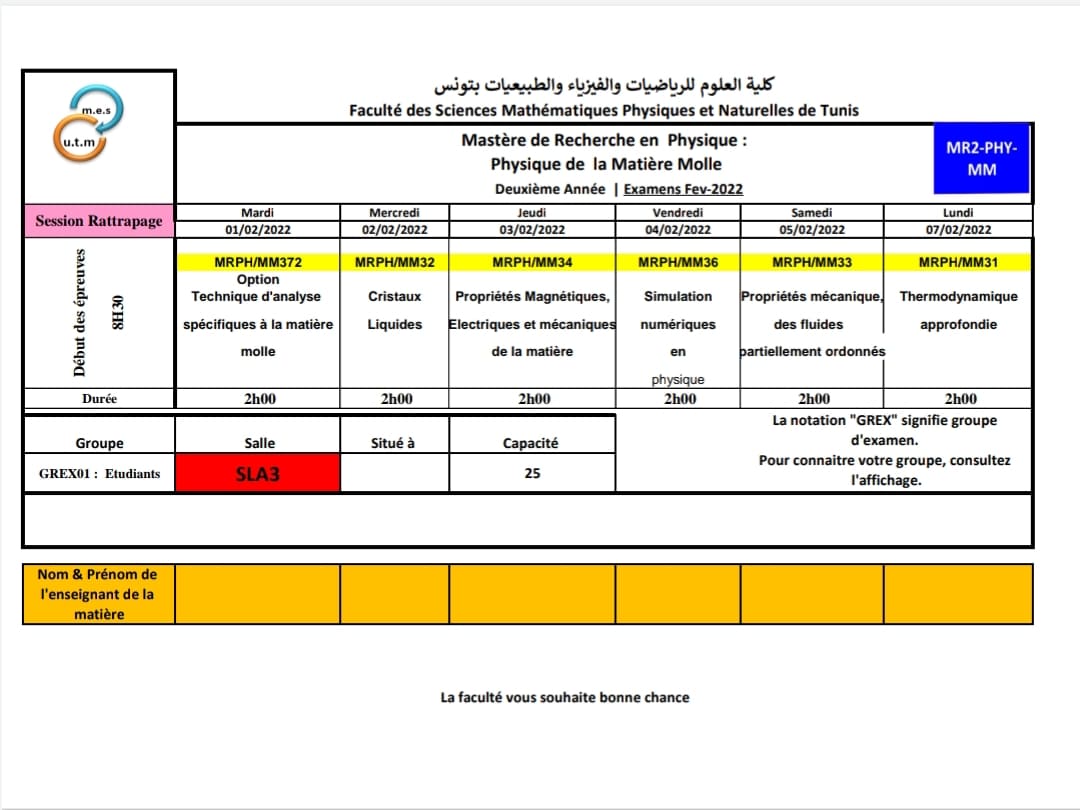 m.e.s
u.t.m
كلية العلوم للرياضيات والفيزياء والطبيعيات بتونس
Faculté des Sciences Mathématiques Physiques et Naturelles de Tunis
Mastère de Recherche en Physique :
Physique de la Matière Molle
Deuxième Année | Examens Fev-2022
MR2-PHY-
MM
Session Rattrapage
Mardi Mercredi Jeudi Vendredi Samedi Lundi
01/02/2022 02/02/2022 03/02/2022 04/02/2022 05/02/2022 07/02/2022
Début des épreuves
8H30
MRPH/MM372
Option
Technique d'analyse
spécifiques à la matière
molle
MRPH/MM32
Cristaux
Liquides
MRPH/MM34
Propriétés Magnétiques,
Electriques et mécaniques
de la matière
MRPH/MM36
Simulation
numériques
en
physique
MRPH/MM33
Propriétés mécanique,
des fluides
partiellement ordonnés
MRPH/MM31
Thermodynamique
approfondie
Durée 2h00 2h00 2h00 2h00 2h00 2h00
Groupe Salle Situé à Capacité
GREX01 : Etudiants SLA3 25
La notation "GREX" signifie groupe
d'examen.
Pour connaitre votre groupe, consultez
l'affichage.
Nom & Prénom de
l'enseignant de la
matière
La faculté vous souhaite bonne chance